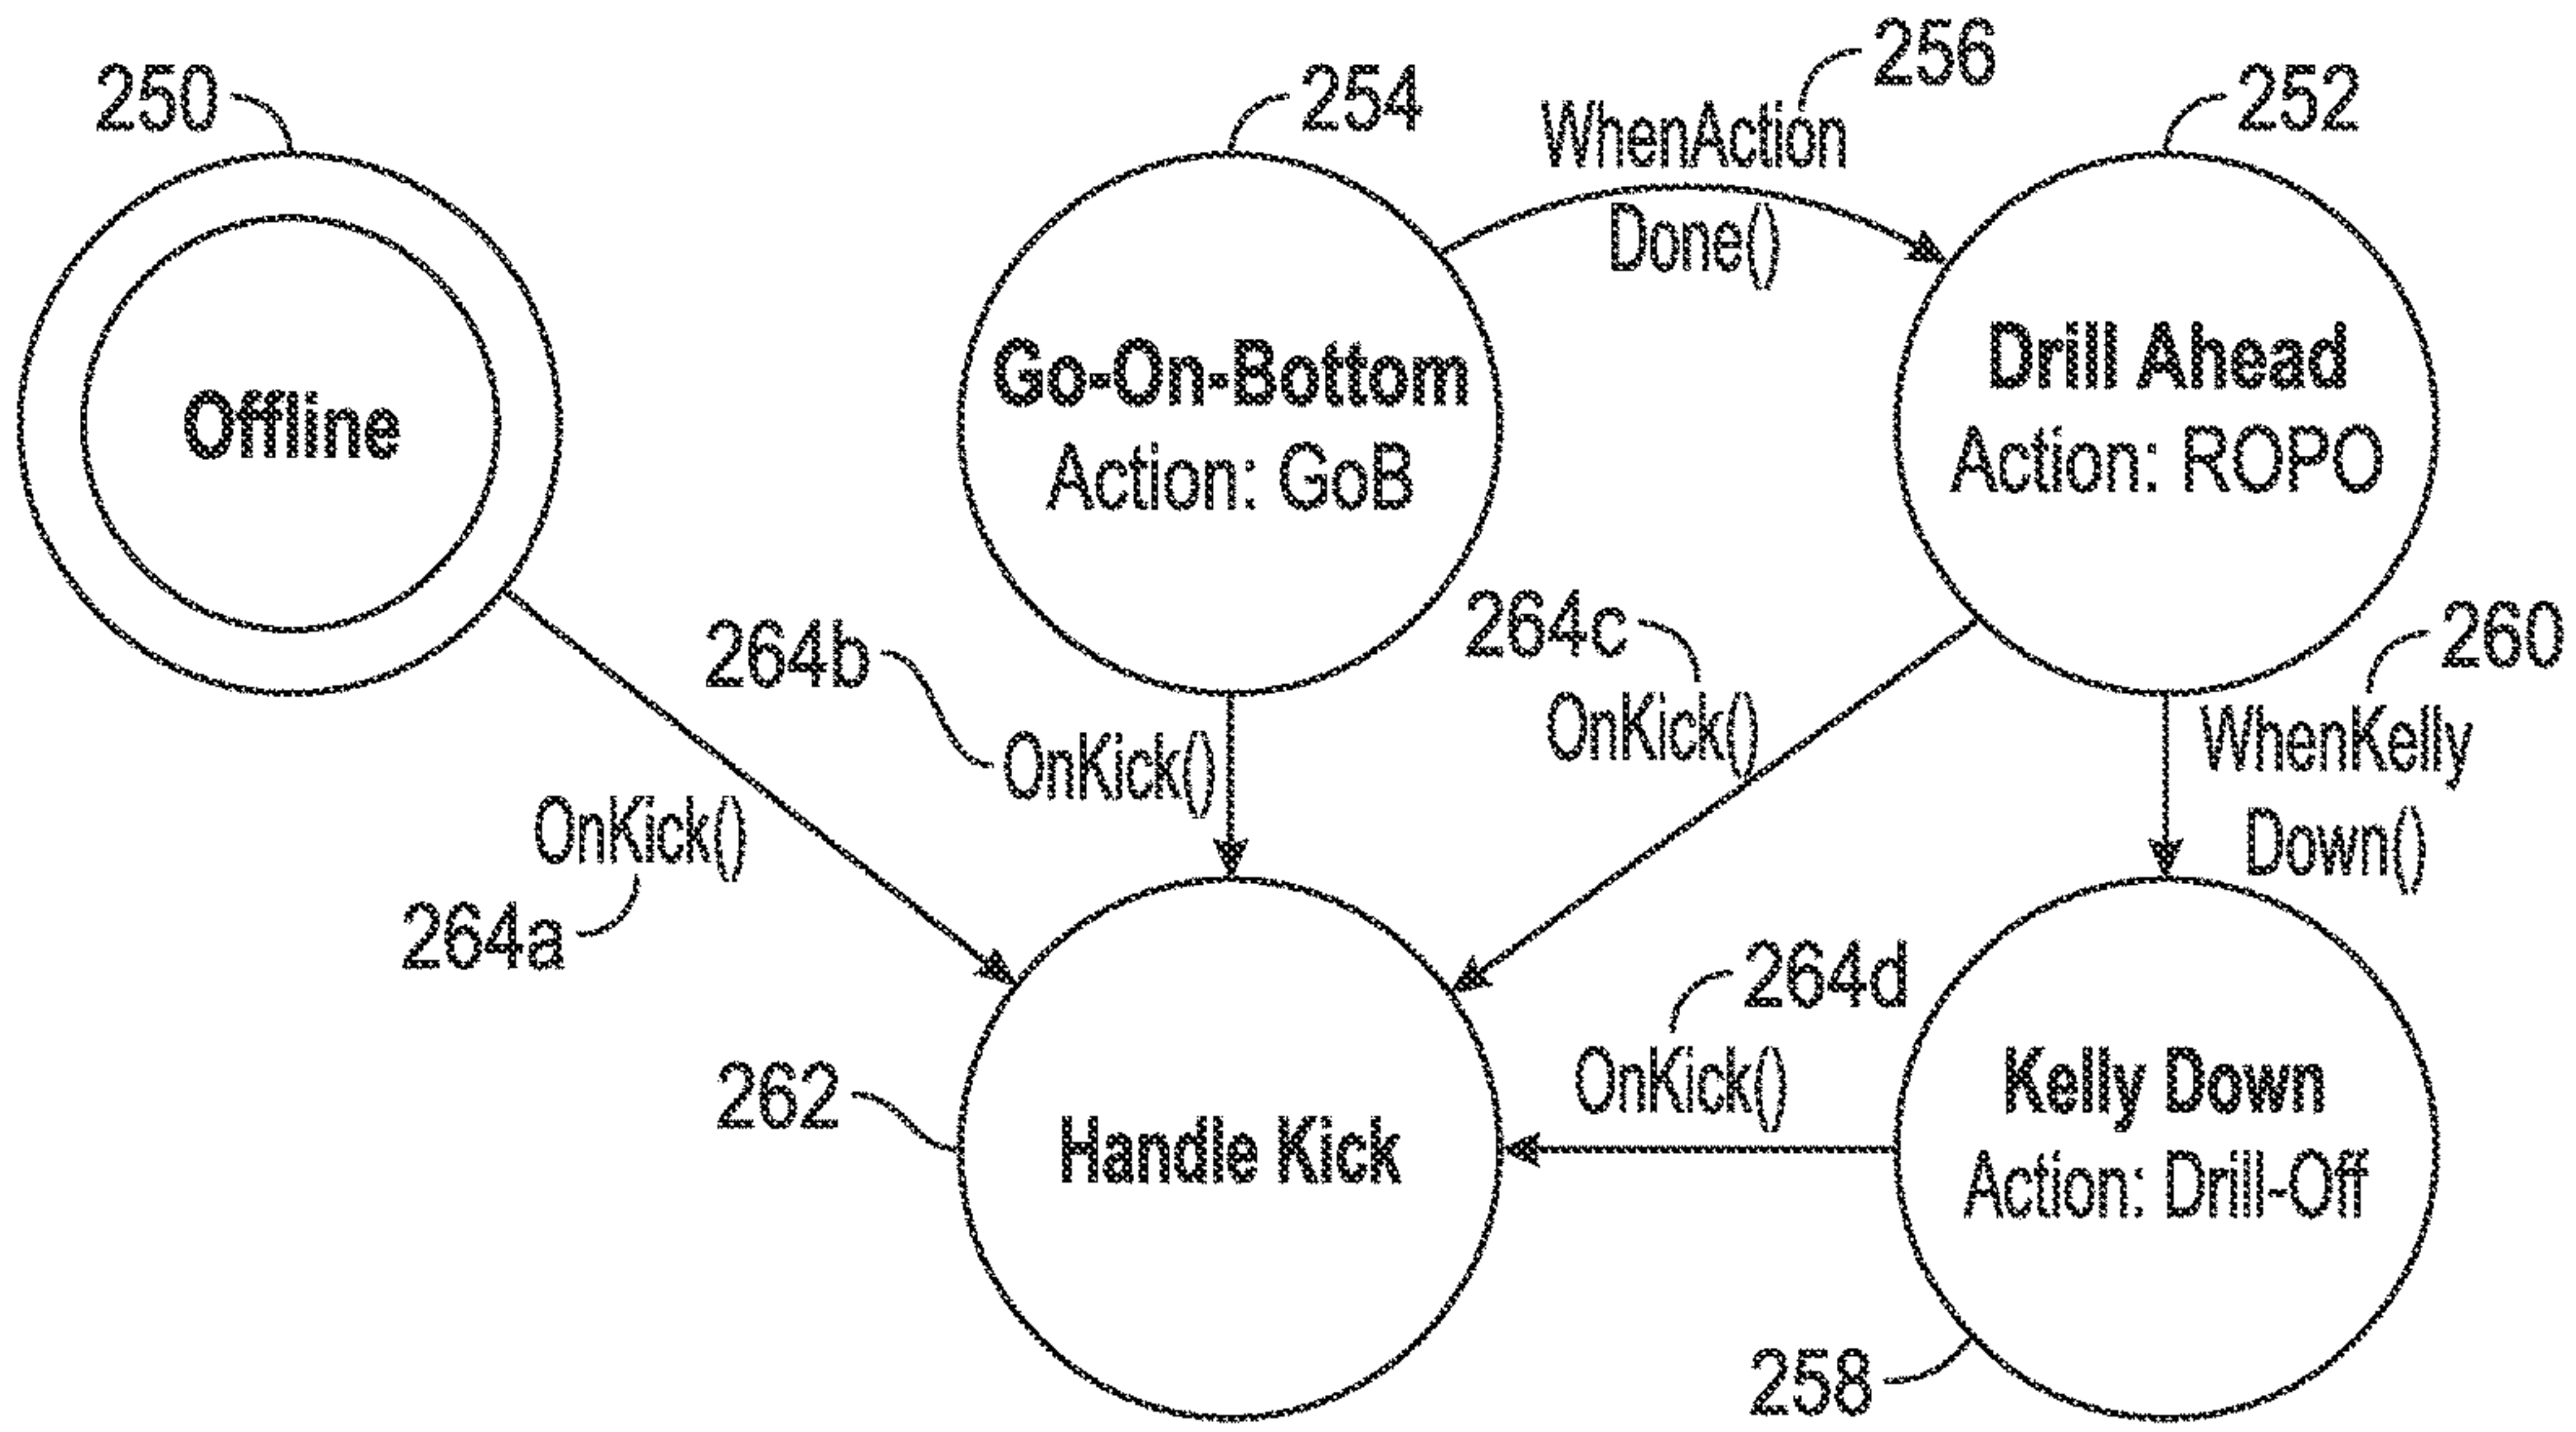 250
254
256
252
WhenAction
Done()
Offline
Go-On-Bottom
Action: GoB
Drill Ahead
Action: ROPO
264b
OnKick()
264c
OnKick()
260
WhenKelly
Down()
OnKick()
264a
264d
OnKick()
262
Handle Kick
Kelly Down
Action: Drill-Off
258